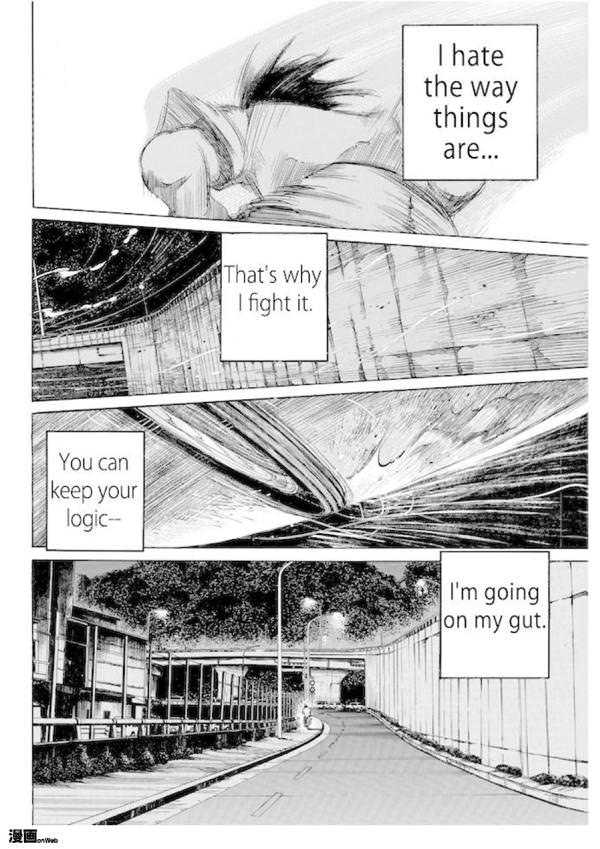 I hate
the way
things
are...
That's why
I fight it.
You can
keep your
logic--
I'm going
on my gut.
漫画onWeb